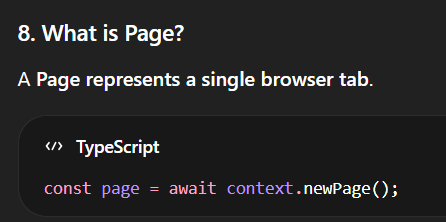 8. What is Page?
A Page represents a single browser tab.
</> TypeScript
const page = await context.newPage();